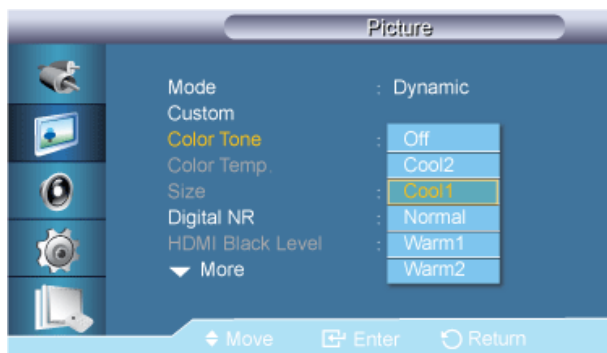 Picture
Mode : Dynamic
Custom
Color Tone : Off
Color Temp. Cool2
Size : Cool1
Digital NR : Normal
HDMI Black Level : Warm1
More Warm2
Move Enter Return